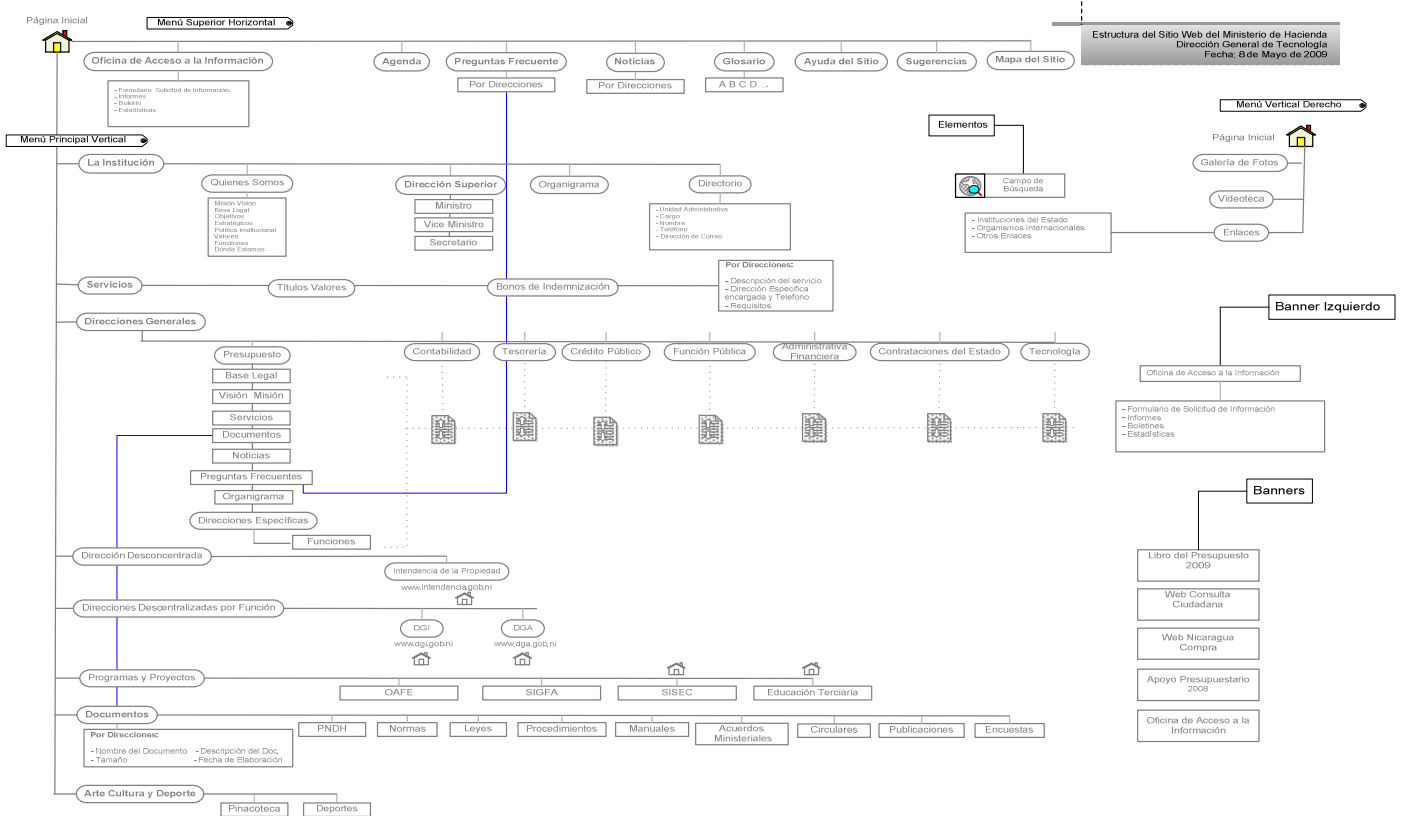 Página Inicial
Menú Superior Horizontal
Estructura del Sitio Web del Ministerio de Hacienda
Dirección General de Tecnología
Fecha: 8 de Mayo de 2009
Oficina de Acceso a la Información
Agenda
Preguntas Frecuente
Noticias
Glosario
Ayuda del Sitio
Sugerencias
Mapa del Sitio
- Formulario Solicitud de Información.
- Informes
- Boletín
- Estadísticas
Por Direcciones
Por Direcciones
A B C D....
Menú Vertical Derecho
Elementos
Página Inicial
Galería de Fotos
Videoteca
Enlaces
Campo de
Búsqueda
- Instituciones del Estado
- Organismos Internacionales
- Otros Enlaces
Menú Principal Vertical
La Institución
Quienes Somos
Dirección Superior
Organigrama
Directorio
Misión Visión
Base Legal
Objetivos
Estratégicos
Política Institucional
Valores
Funciones
Dónde Estamos
Ministro
Vice Ministro
Secretario
- Unidad Administrativa
- Cargo
- Nombre
- Teléfono
- Dirección de Correo
Servicios
Títulos Valores
Bonos de Indemnización
Por Direcciones:
- Descripción del servicio
- Dirección Especifica
encargada y Telefono
- Requisitos
Direcciones Generales
Presupuesto
Contabilidad
Tesorería
Crédito Público
Función Pública
Administrativa
Financiera
Contrataciones del Estado
Tecnología
Base Legal
Visión Misión
Servicios
Documentos
Noticias
Preguntas Frecuentes
Organigrama
Direcciones Específicas
Funciones
Banner Izquierdo
Oficina de Acceso a la Información
- Formulario de Solicitud de Información
- Informes
- Boletines
- Estadísticas
Banners
Libro del Presupuesto
2009
Web Consulta
Ciudadana
Web Nicaragua
Compra
Apoyo Presupuestario
2008
Oficina de Acceso a la
Información
Dirección Desconcentrada
Intendencia de la Propiedad
www.intendencia.gob.ni
Direcciones Descentralizadas por Función
DGI
www.dgi.gob.ni
DGA
www.dga.gob.ni
Programas y Proyectos
OAFE
SIGFA
SISEC
Educación Terciaria
Documentos
PNDH
Normas
Leyes
Procedimientos
Manuales
Acuerdos
Ministeriales
Circulares
Publicaciones
Encuestas
Por Direcciones:
- Nombre del Documento - Descripción del Doc.
- Tamaño - Fecha de Elaboración
Arte Cultura y Deporte
Pinacoteca
Deportes